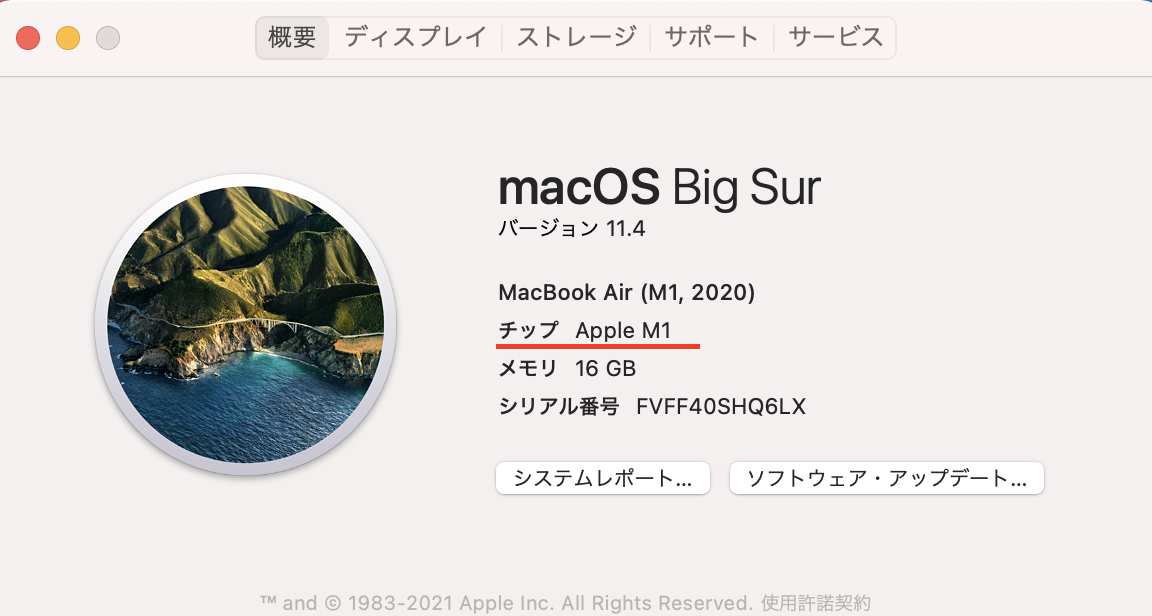 概要 ディスプレイ ストレージ サポート サービス
macOS Big Sur
バージョン 11.4
MacBook Air (M1, 2020)
チップ Apple M1
メモリ 16 GB
シリアル番号 FVFF40SHQ6LX
システムレポート... ソフトウェア・アップデート...
™ and © 1983-2021 Apple Inc. All Rights Reserved. 使用許諾契約